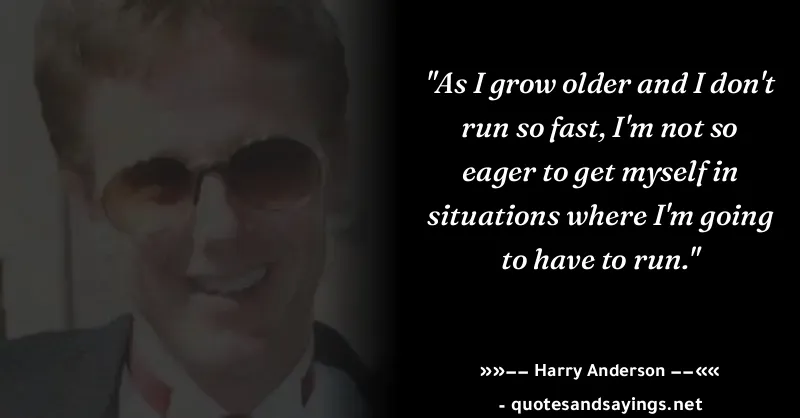 "As I grow older and I don't
run so fast, I'm not so
eager to get myself in
situations where I'm going
to have to run."
»»−− Harry Anderson −−««
- quotesandsayings.net